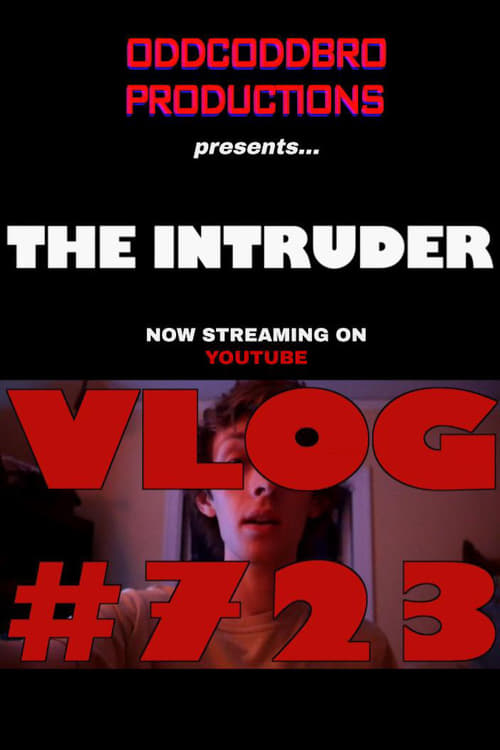 ODDCODDBRO
PRODUCTIONS
presents...
THE INTRUDER
NOW STREAMING ON
YOUTUBE
VLOG
#723